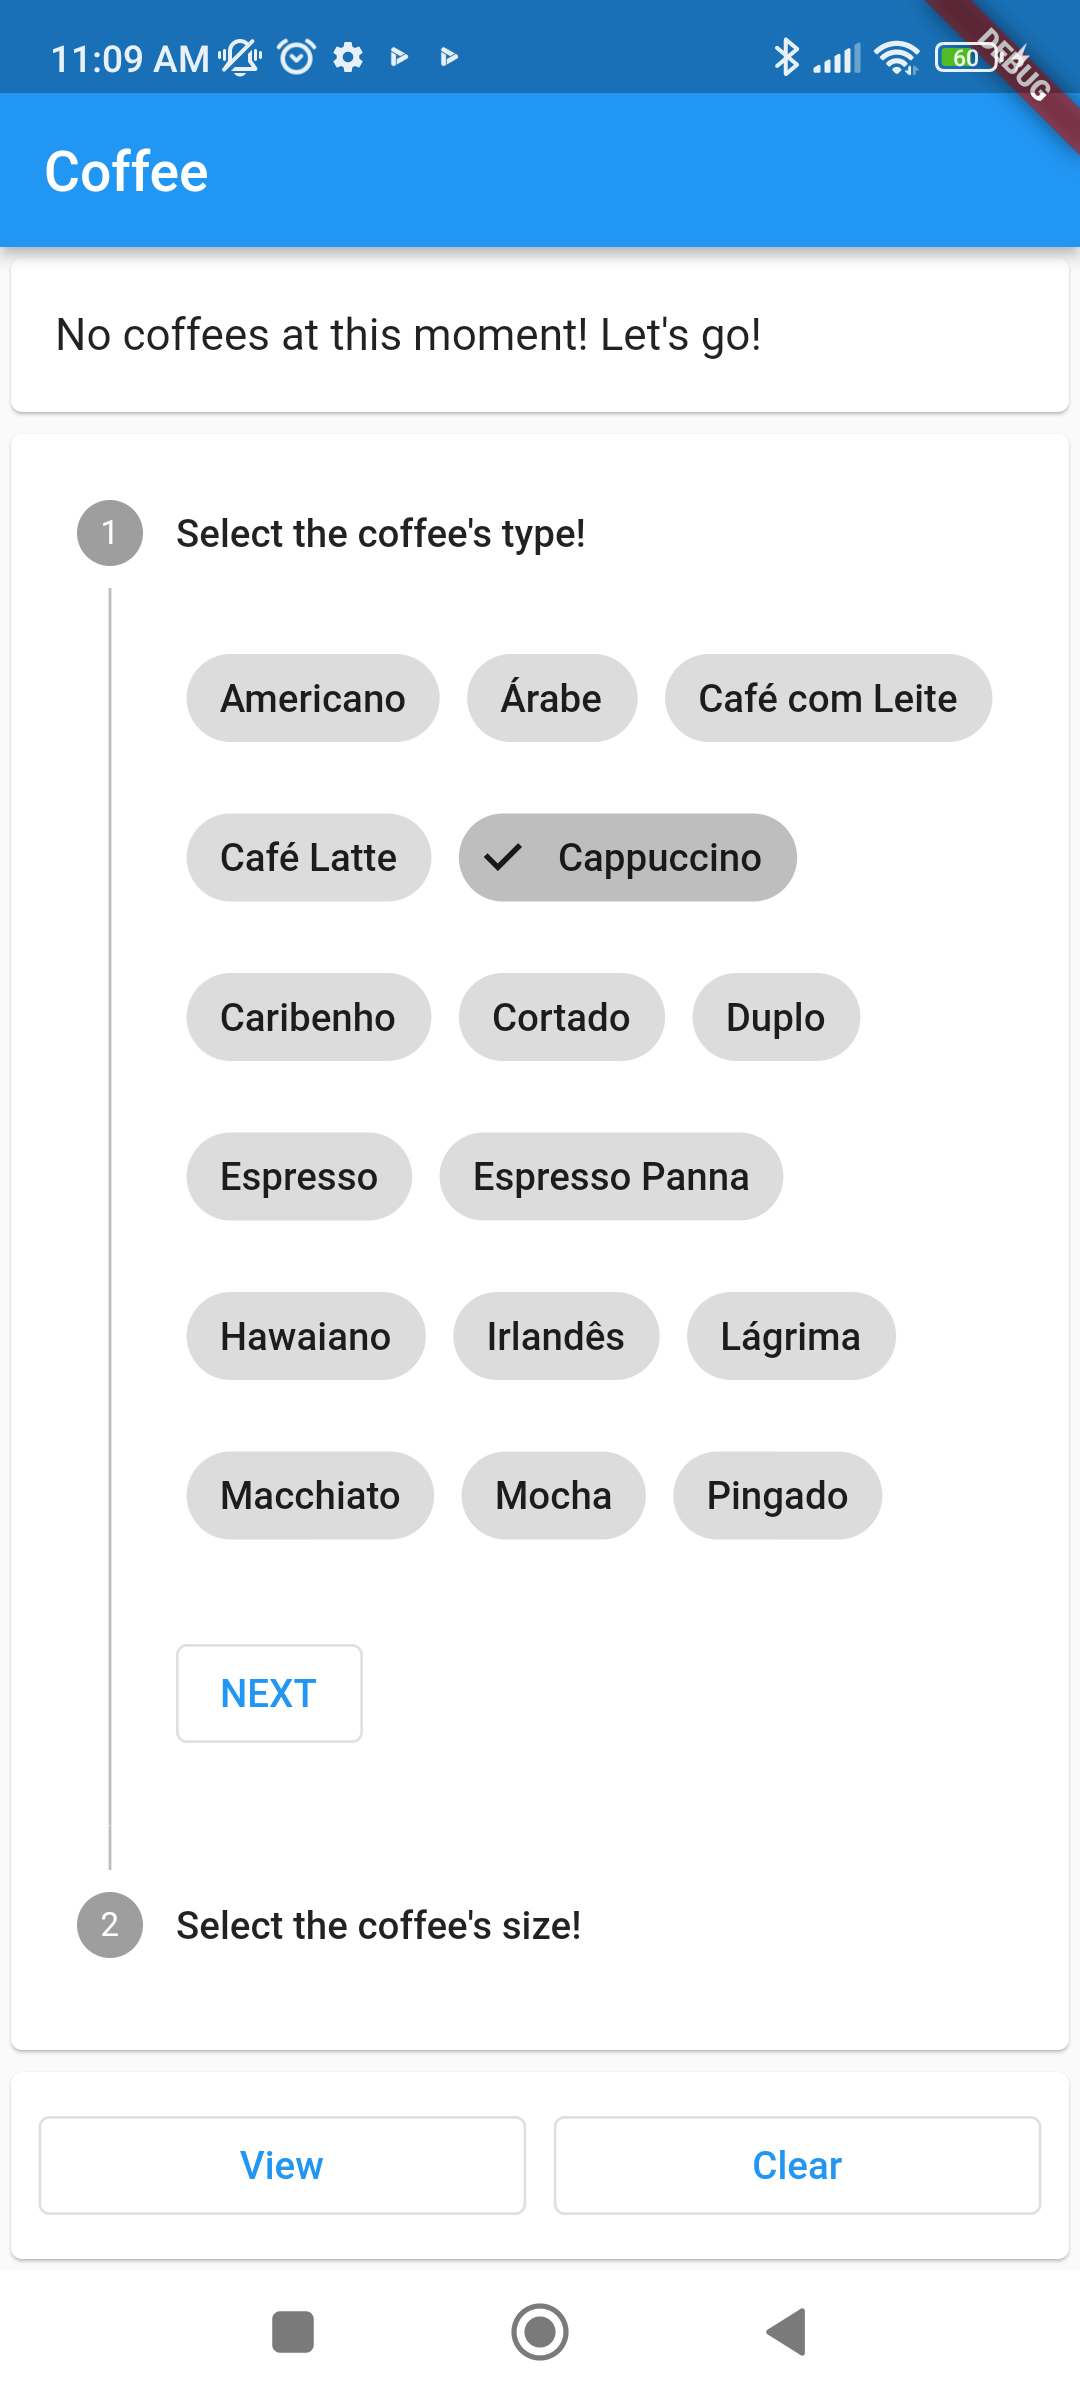 11:09 AM
60
DEBUG
Coffee
No coffees at this moment! Let's go!
1 Select the coffee's type!
Americano Árabe Café com Leite
Café Latte Cappuccino
Caribenho Cortado Duplo
Espresso Espresso Panna
Hawaiano Irlandês Lágrima
Macchiato Mocha Pingado
NEXT
2 Select the coffee's size!
View Clear